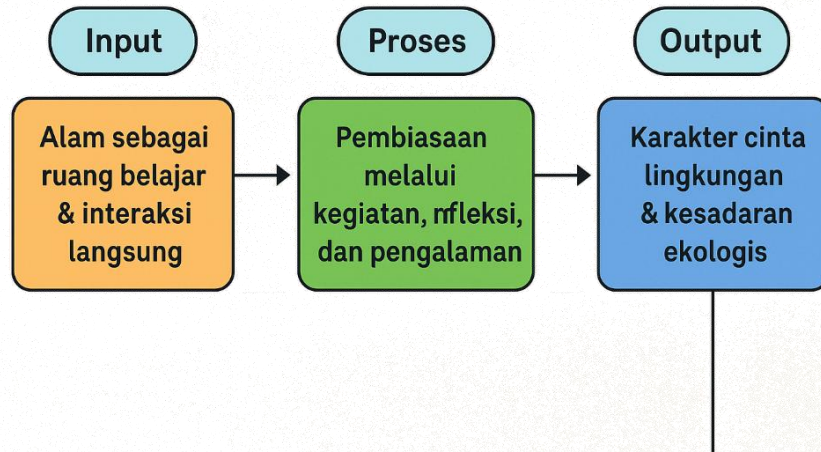 Input
Proses
Output
Alam sebagai
ruang belajar
& interaksi
langsung
Pembiasaan
melalui
kegiatan, nfleksi,
dan pengalaman
Karakter cinta
lingkungan
& kesadaran
ekologis